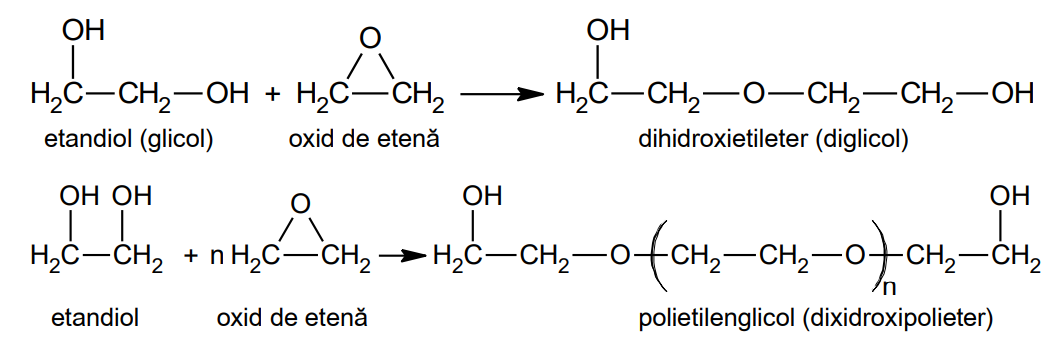 OH O OH
H₂C—CH₂—OH + H₂C—CH₂ → H₂C—CH₂—O—CH₂—CH₂—OH
etandiol (glicol) oxid de etenă dihidroxietileter (diglicol)
OH OH O OH OH
H₂C—CH₂ + n H₂C—CH₂ → H₂C—CH₂—O—(CH₂—CH₂—O)n—CH₂—CH₂
etandiol oxid de etenă polietilenglicol (dixidroxipolieter)